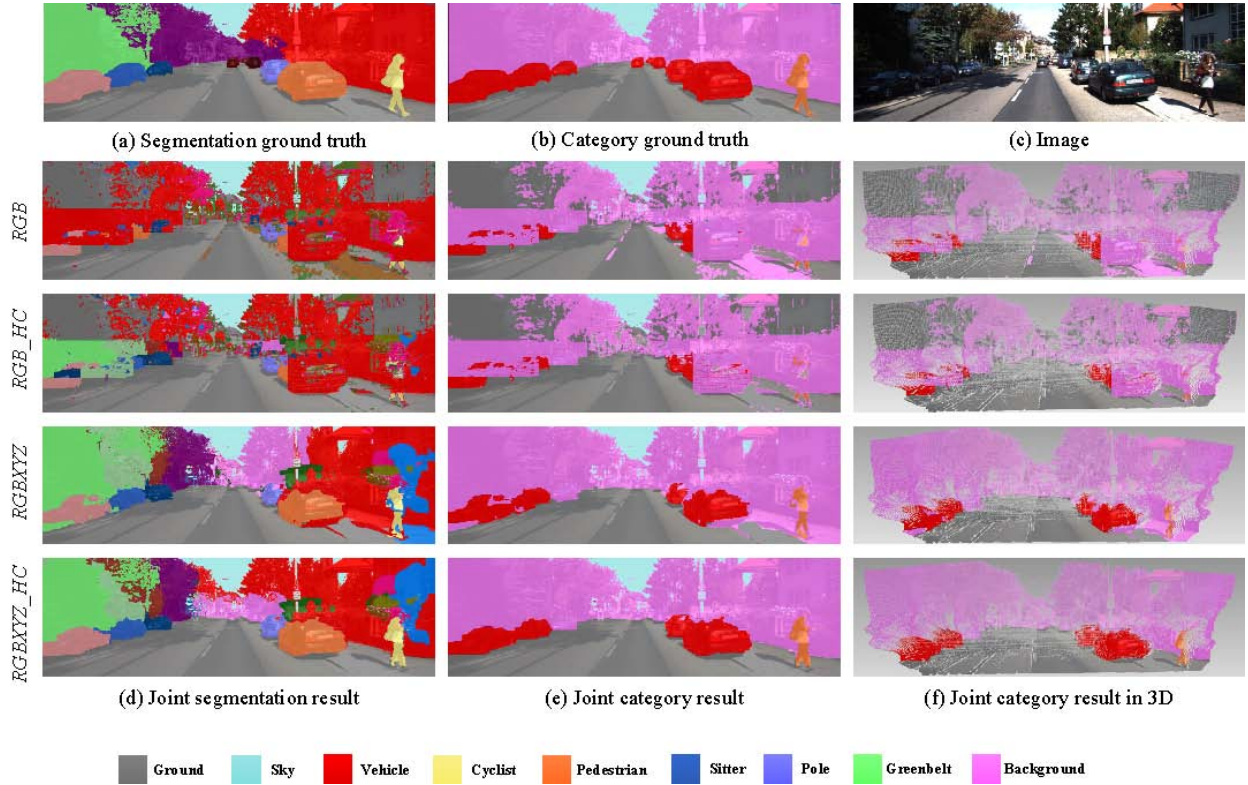 (a) Segmentation ground truth
(b) Category ground truth
(c) Image
RGB
RGB_HC
RGBXYZ
RGBXYZ_HC
(d) Joint segmentation result
(e) Joint category result
(f) Joint category result in 3D
Ground
Sky
Vehicle
Cyclist
Pedestrian
Sitter
Pole
Greenbelt
Background